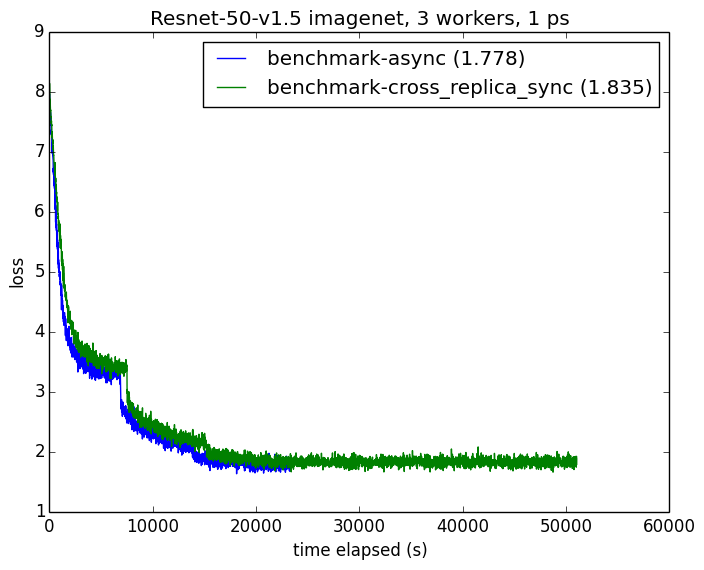 Resnet-50-v1.5 imagenet, 3 workers, 1 ps
benchmark-async (1.778)
benchmark-cross_replica_sync (1.835)
9
8
7
6
5
4
3
2
1
loss
0 10000 20000 30000 40000 50000 60000
time elapsed (s)